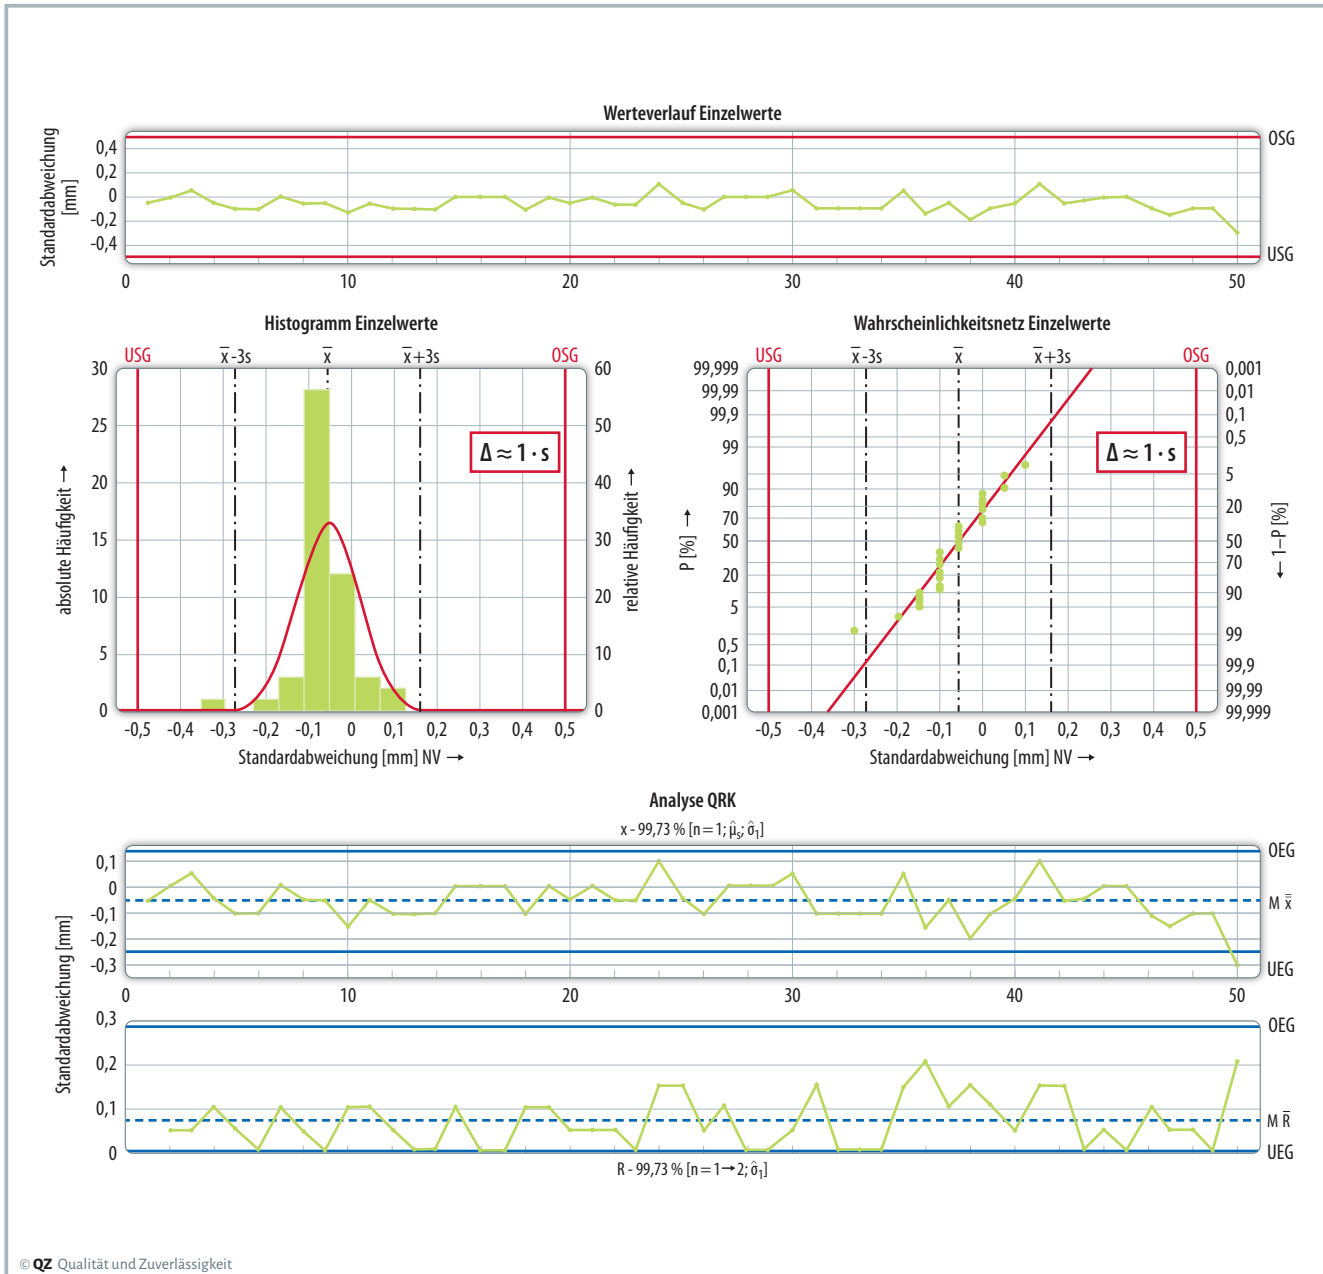 Werteverlauf Einzelwerte
Standardabweichung
[mm]
0,4
0,2
0
-0,2
-0,4
OSG
USG
0 10 20 30 40 50
Histogramm Einzelwerte
USG x̅-3s x̅ x̅+3s OSG
absolute Häufigkeit →
30
25
20
15
10
5
0
Δ ≈ 1 · s
60
50
40
30
20
10
0
relative Häufigkeit →
-0,5 -0,4 -0,3 -0,2 -0,1 0 0,1 0,2 0,3 0,4 0,5
Standardabweichung [mm] NV →
Wahrscheinlichkeitsnetz Einzelwerte
USG x̅-3s x̅ x̅+3s OSG
P [%] →
99,999
99,99
99,9
99
90
70
50
20
5
0,5
0,1
0,01
0,001
Δ ≈ 1 · s
0,001
0,01
0,1
0,5
5
20
50
70
90
99
99,9
99,99
99,999
← 1–P [%]
-0,5 -0,4 -0,3 -0,2 -0,1 0 0,1 0,2 0,3 0,4 0,5
Standardabweichung [mm] NV →
Analyse QRK
x - 99,73 % [n = 1; μ̂s; σ̂1]
Standardabweichung [mm]
0,1
0
-0,1
-0,2
-0,3
OEG
M x̿
UEG
0 10 20 30 40 50
0,3
0,2
0,1
0
OEG
M R̅
UEG
R - 99,73 % [n = 1→2; σ̂1]
© QZ Qualität und Zuverlässigkeit